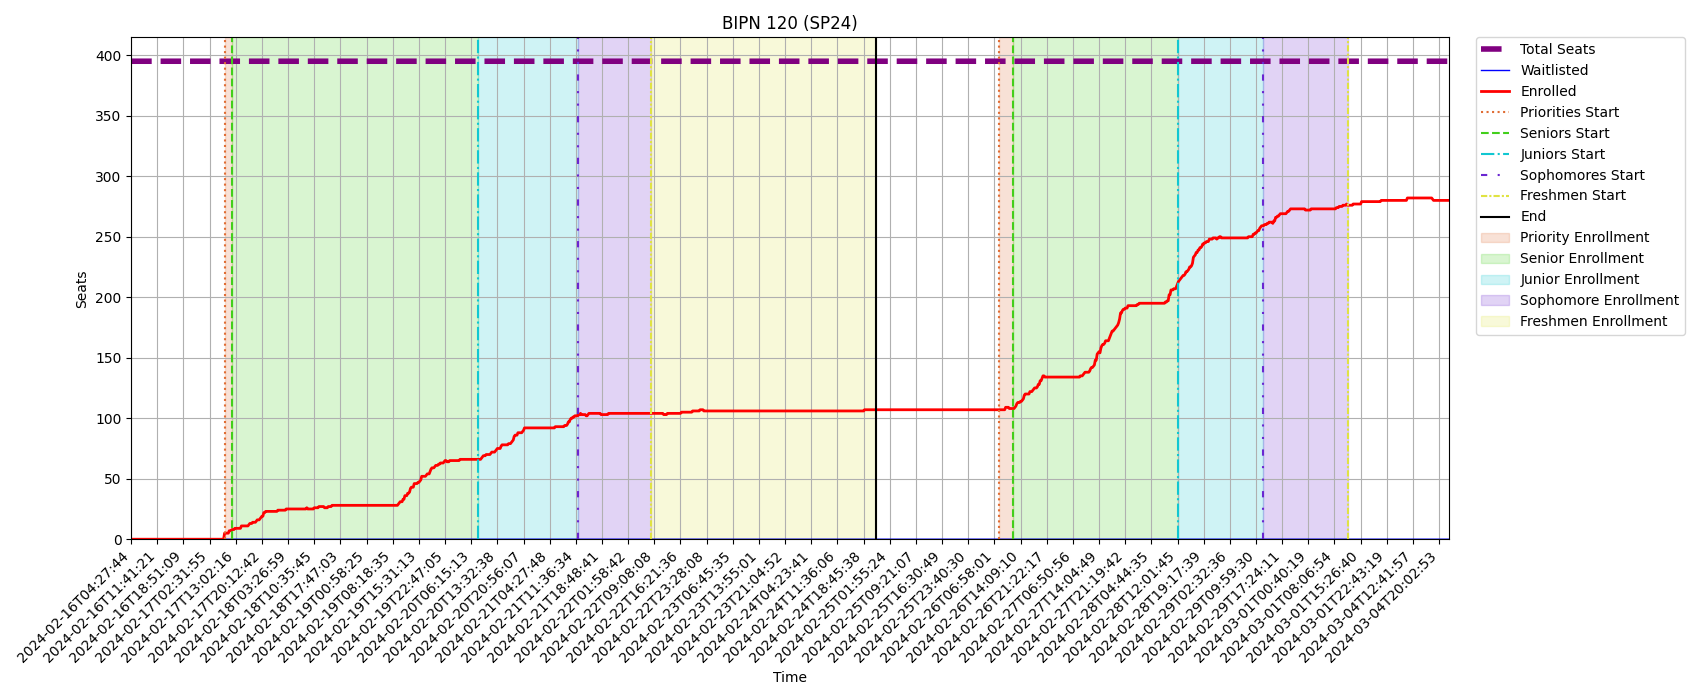 BIPN 120 (SP24)
400
350
300
250
200
150
100
50
0
Seats
2024-02-16T04:27:44
2024-02-16T11:41:21
2024-02-16T18:51:09
2024-02-17T02:31:55
2024-02-17T13:02:16
2024-02-17T20:12:42
2024-02-18T03:26:59
2024-02-18T10:35:45
2024-02-18T17:47:03
2024-02-19T00:58:25
2024-02-19T08:18:35
2024-02-19T15:31:13
2024-02-19T22:47:05
2024-02-20T06:15:13
2024-02-20T13:32:38
2024-02-20T20:56:07
2024-02-21T04:27:48
2024-02-21T11:36:34
2024-02-21T18:48:41
2024-02-22T01:58:42
2024-02-22T09:08:08
2024-02-22T16:21:36
2024-02-22T23:28:08
2024-02-23T06:45:35
2024-02-23T13:55:01
2024-02-23T21:04:52
2024-02-24T04:23:41
2024-02-24T11:36:06
2024-02-24T18:45:38
2024-02-25T01:55:24
2024-02-25T09:21:07
2024-02-25T16:30:49
2024-02-25T23:40:30
2024-02-26T06:58:01
2024-02-26T14:09:10
2024-02-26T21:22:17
2024-02-27T06:50:56
2024-02-27T14:04:49
2024-02-27T21:19:42
2024-02-28T04:44:35
2024-02-28T12:01:45
2024-02-28T19:17:39
2024-02-29T02:32:36
2024-02-29T09:59:30
2024-02-29T17:24:11
2024-03-01T00:40:19
2024-03-01T08:06:54
2024-03-01T15:26:40
2024-03-01T22:43:19
2024-03-04T12:41:57
2024-03-04T20:02:53
Time
Total Seats
Waitlisted
Enrolled
Priorities Start
Seniors Start
Juniors Start
Sophomores Start
Freshmen Start
End
Priority Enrollment
Senior Enrollment
Junior Enrollment
Sophomore Enrollment
Freshmen Enrollment